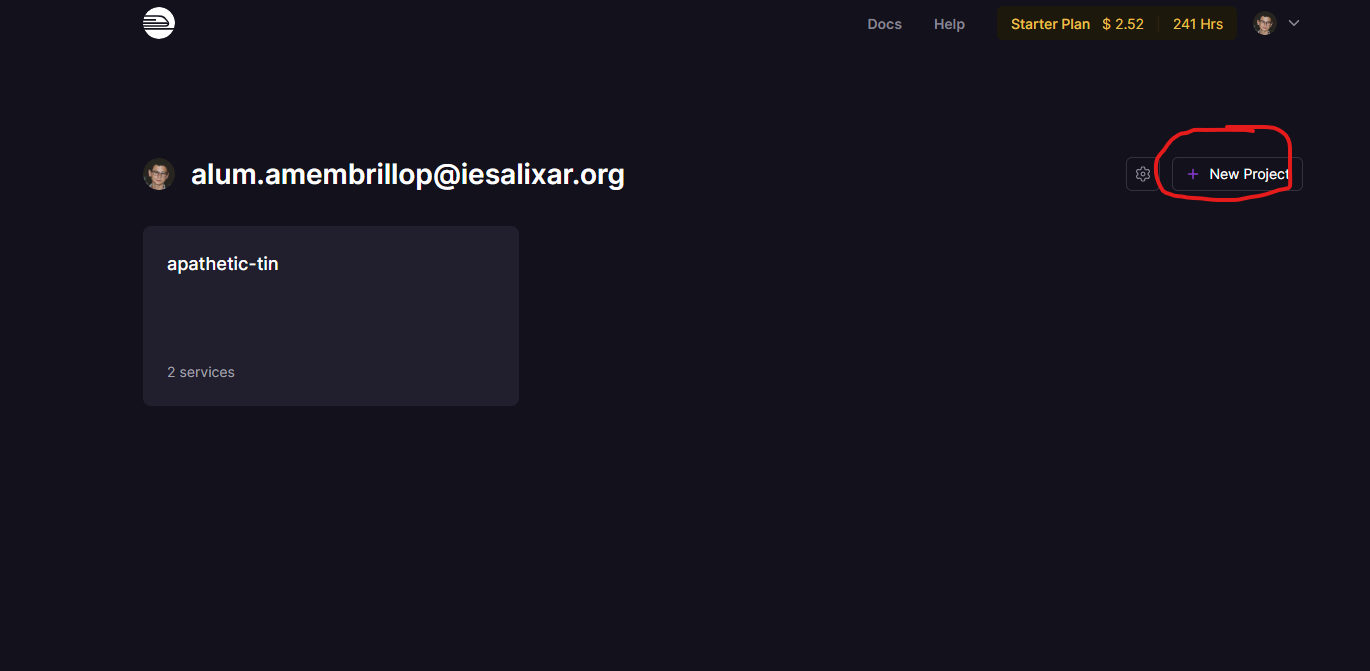 Docs Help Starter Plan $ 2.52 241 Hrs
alum.amembrillop@iesalixar.org + New Project
apathetic-tin
2 services